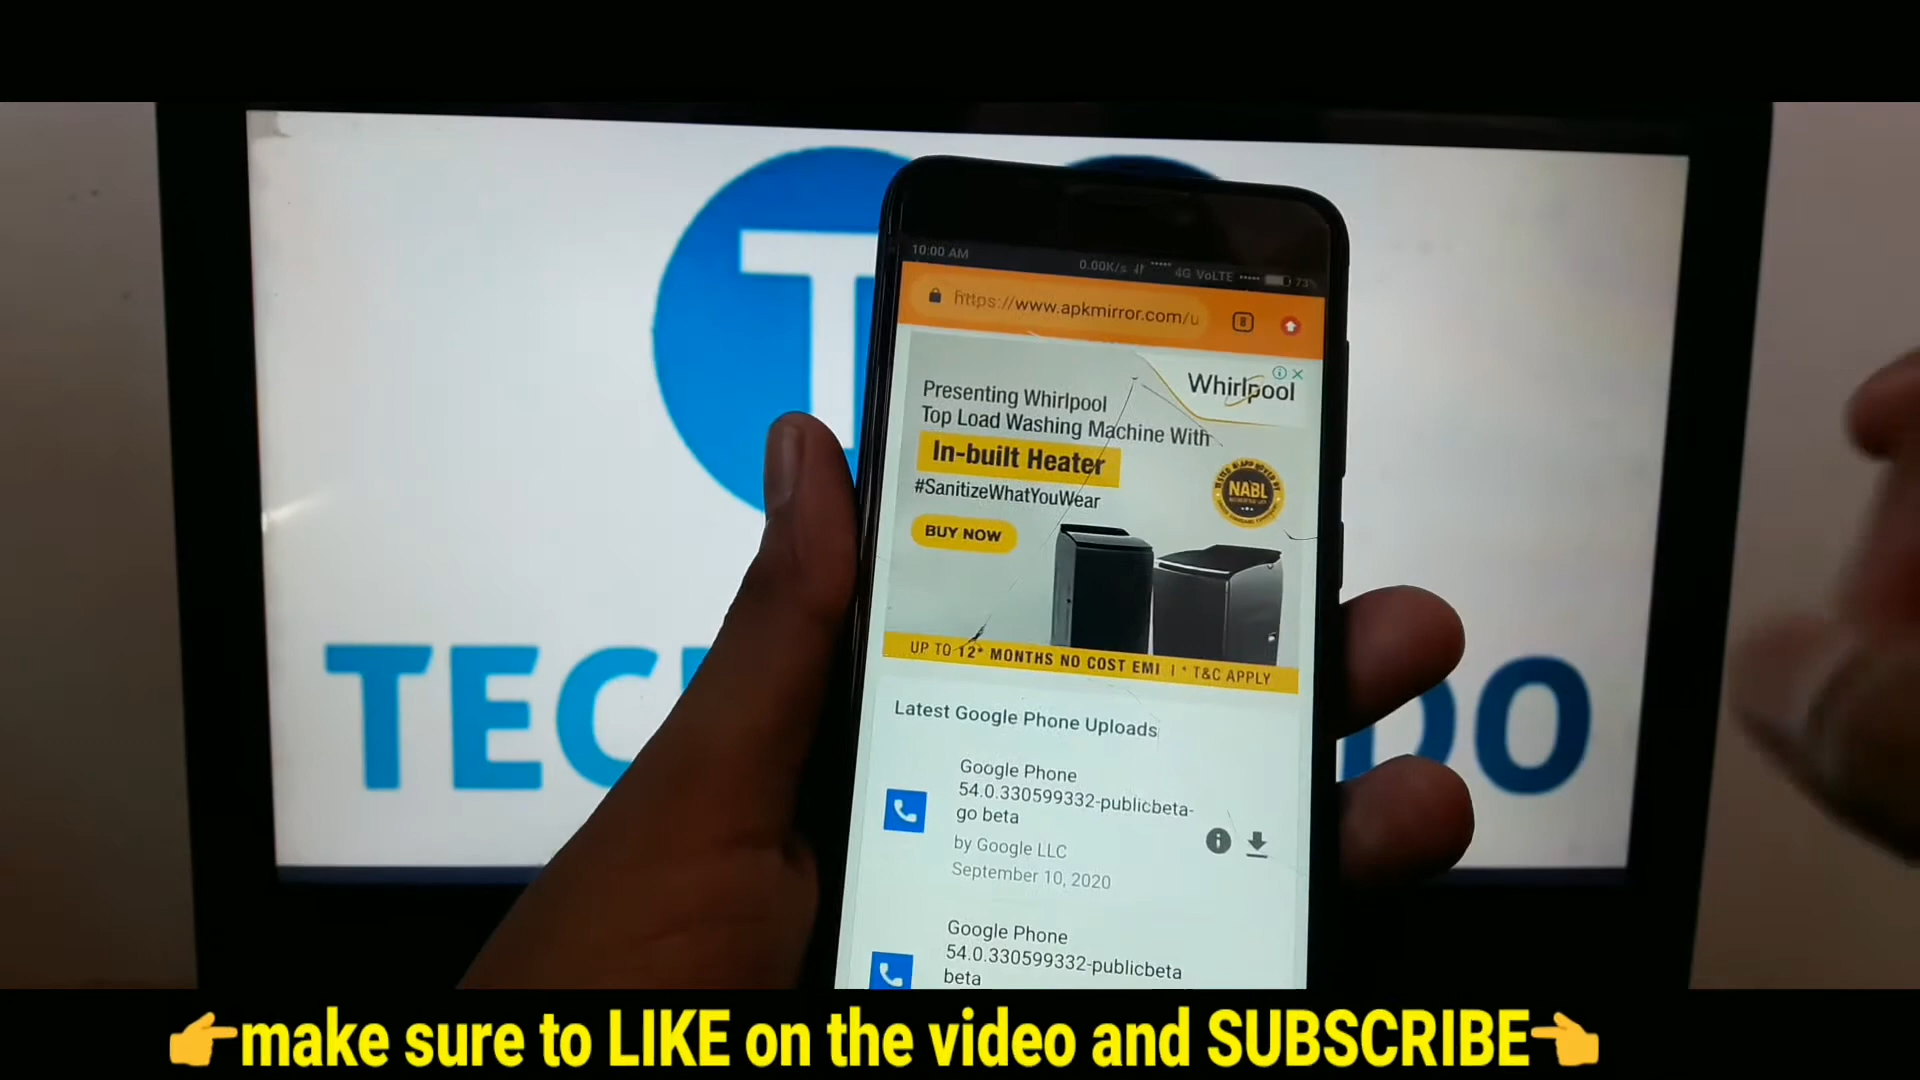 T
TEC
DO
10:00 AM 0.00K/s 4G VoLTE 73%
https://www.apkmirror.com/u 8
Whirlpool
Presenting Whirlpool
Top Load Washing Machine With
In-built Heater
#SanitizeWhatYouWear
NABL
BUY NOW
UP TO 12* MONTHS NO COST EMI | * T&C APPLY
Latest Google Phone Uploads
Google Phone
54.0.330599332-publicbeta-
go beta
by Google LLC
September 10, 2020
Google Phone
54.0.330599332-publicbeta
beta
👉make sure to LIKE on the video and SUBSCRIBE👈